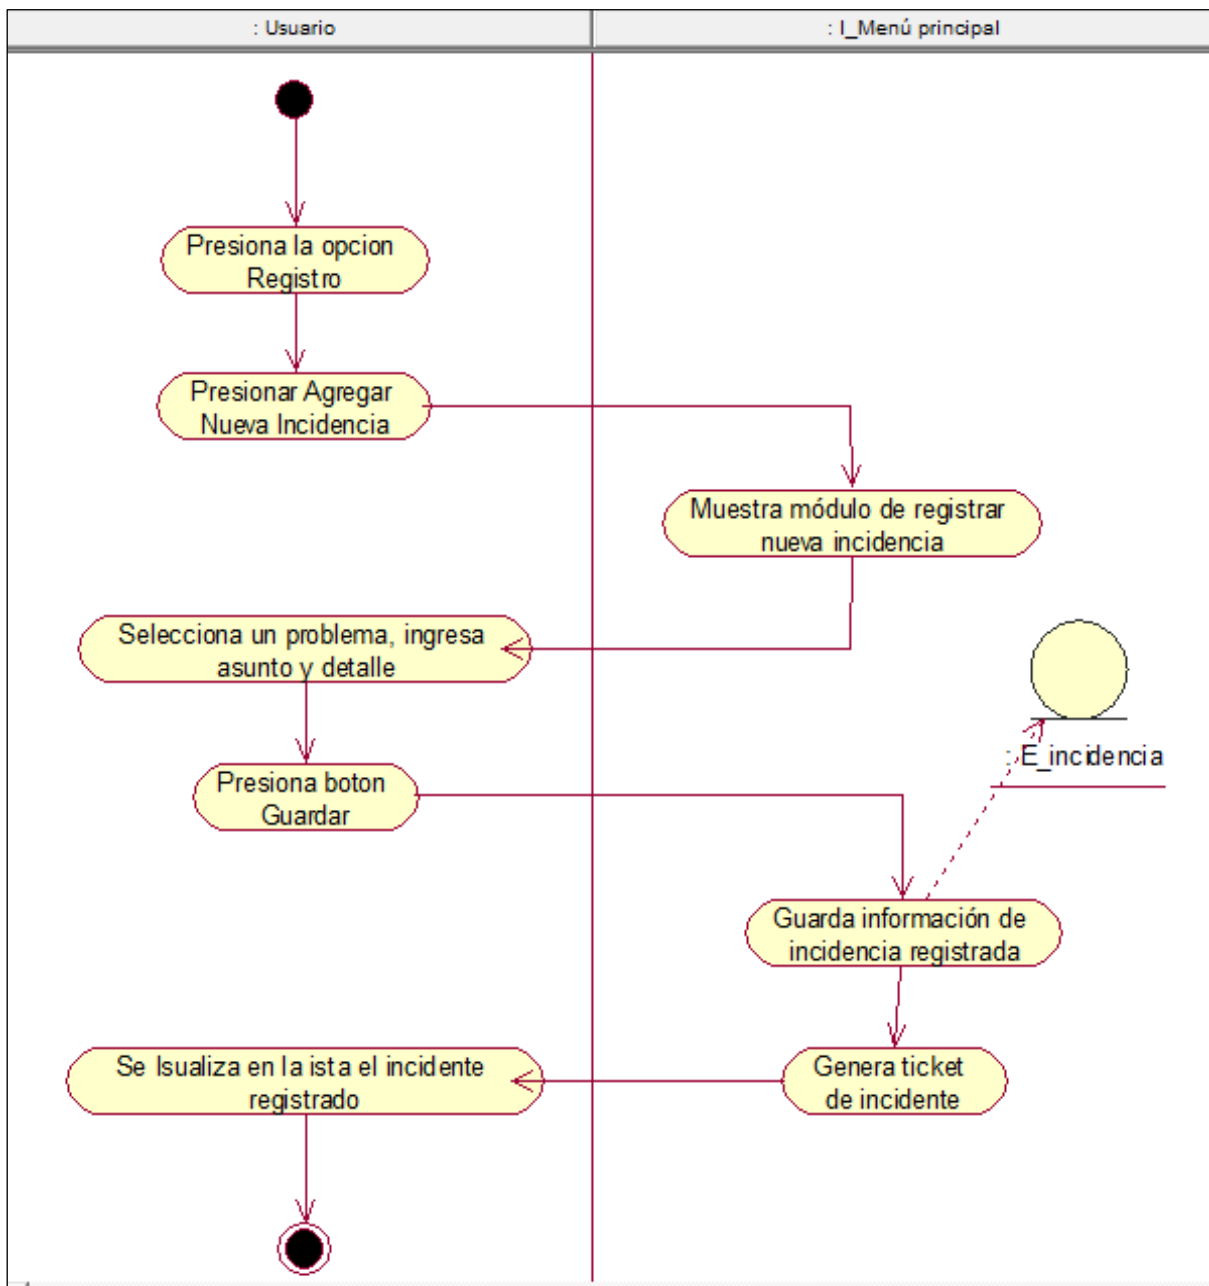 : Usuario
: I_Menú principal
Presiona la opcion
Registro
Presionar Agregar
Nueva Incidencia
Muestra módulo de registrar
nueva incidencia
Selecciona un problema, ingresa
asunto y detalle
: E_incidencia
Presiona boton
Guardar
Guarda información de
incidencia registrada
Se lsualiza en la ista el incidente
registrado
Genera ticket
de incidente